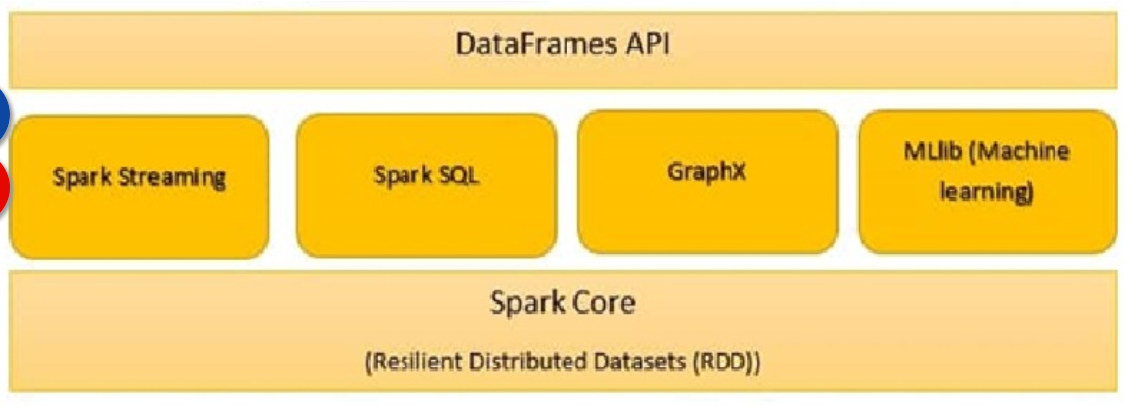 DataFrames API
Spark Streaming
Spark SQL
GraphX
MLlib (Machine
learning)
Spark Core
(Resilient Distributed Datasets (RDD))